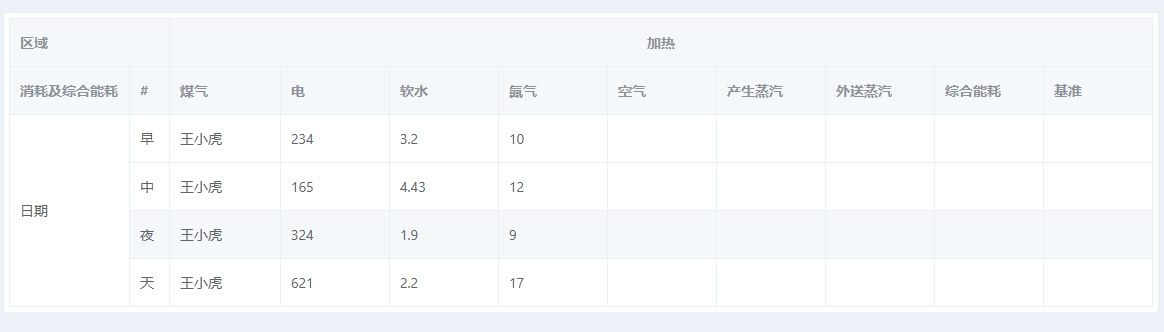 区域 加热
消耗及综合能耗 # 煤气 电 软水 氮气 空气 产生蒸汽 外送蒸汽 综合能耗 基准
早 王小虎 234 3.2 10
中 王小虎 165 4.43 12
日期
夜 王小虎 324 1.9 9
天 王小虎 621 2.2 17